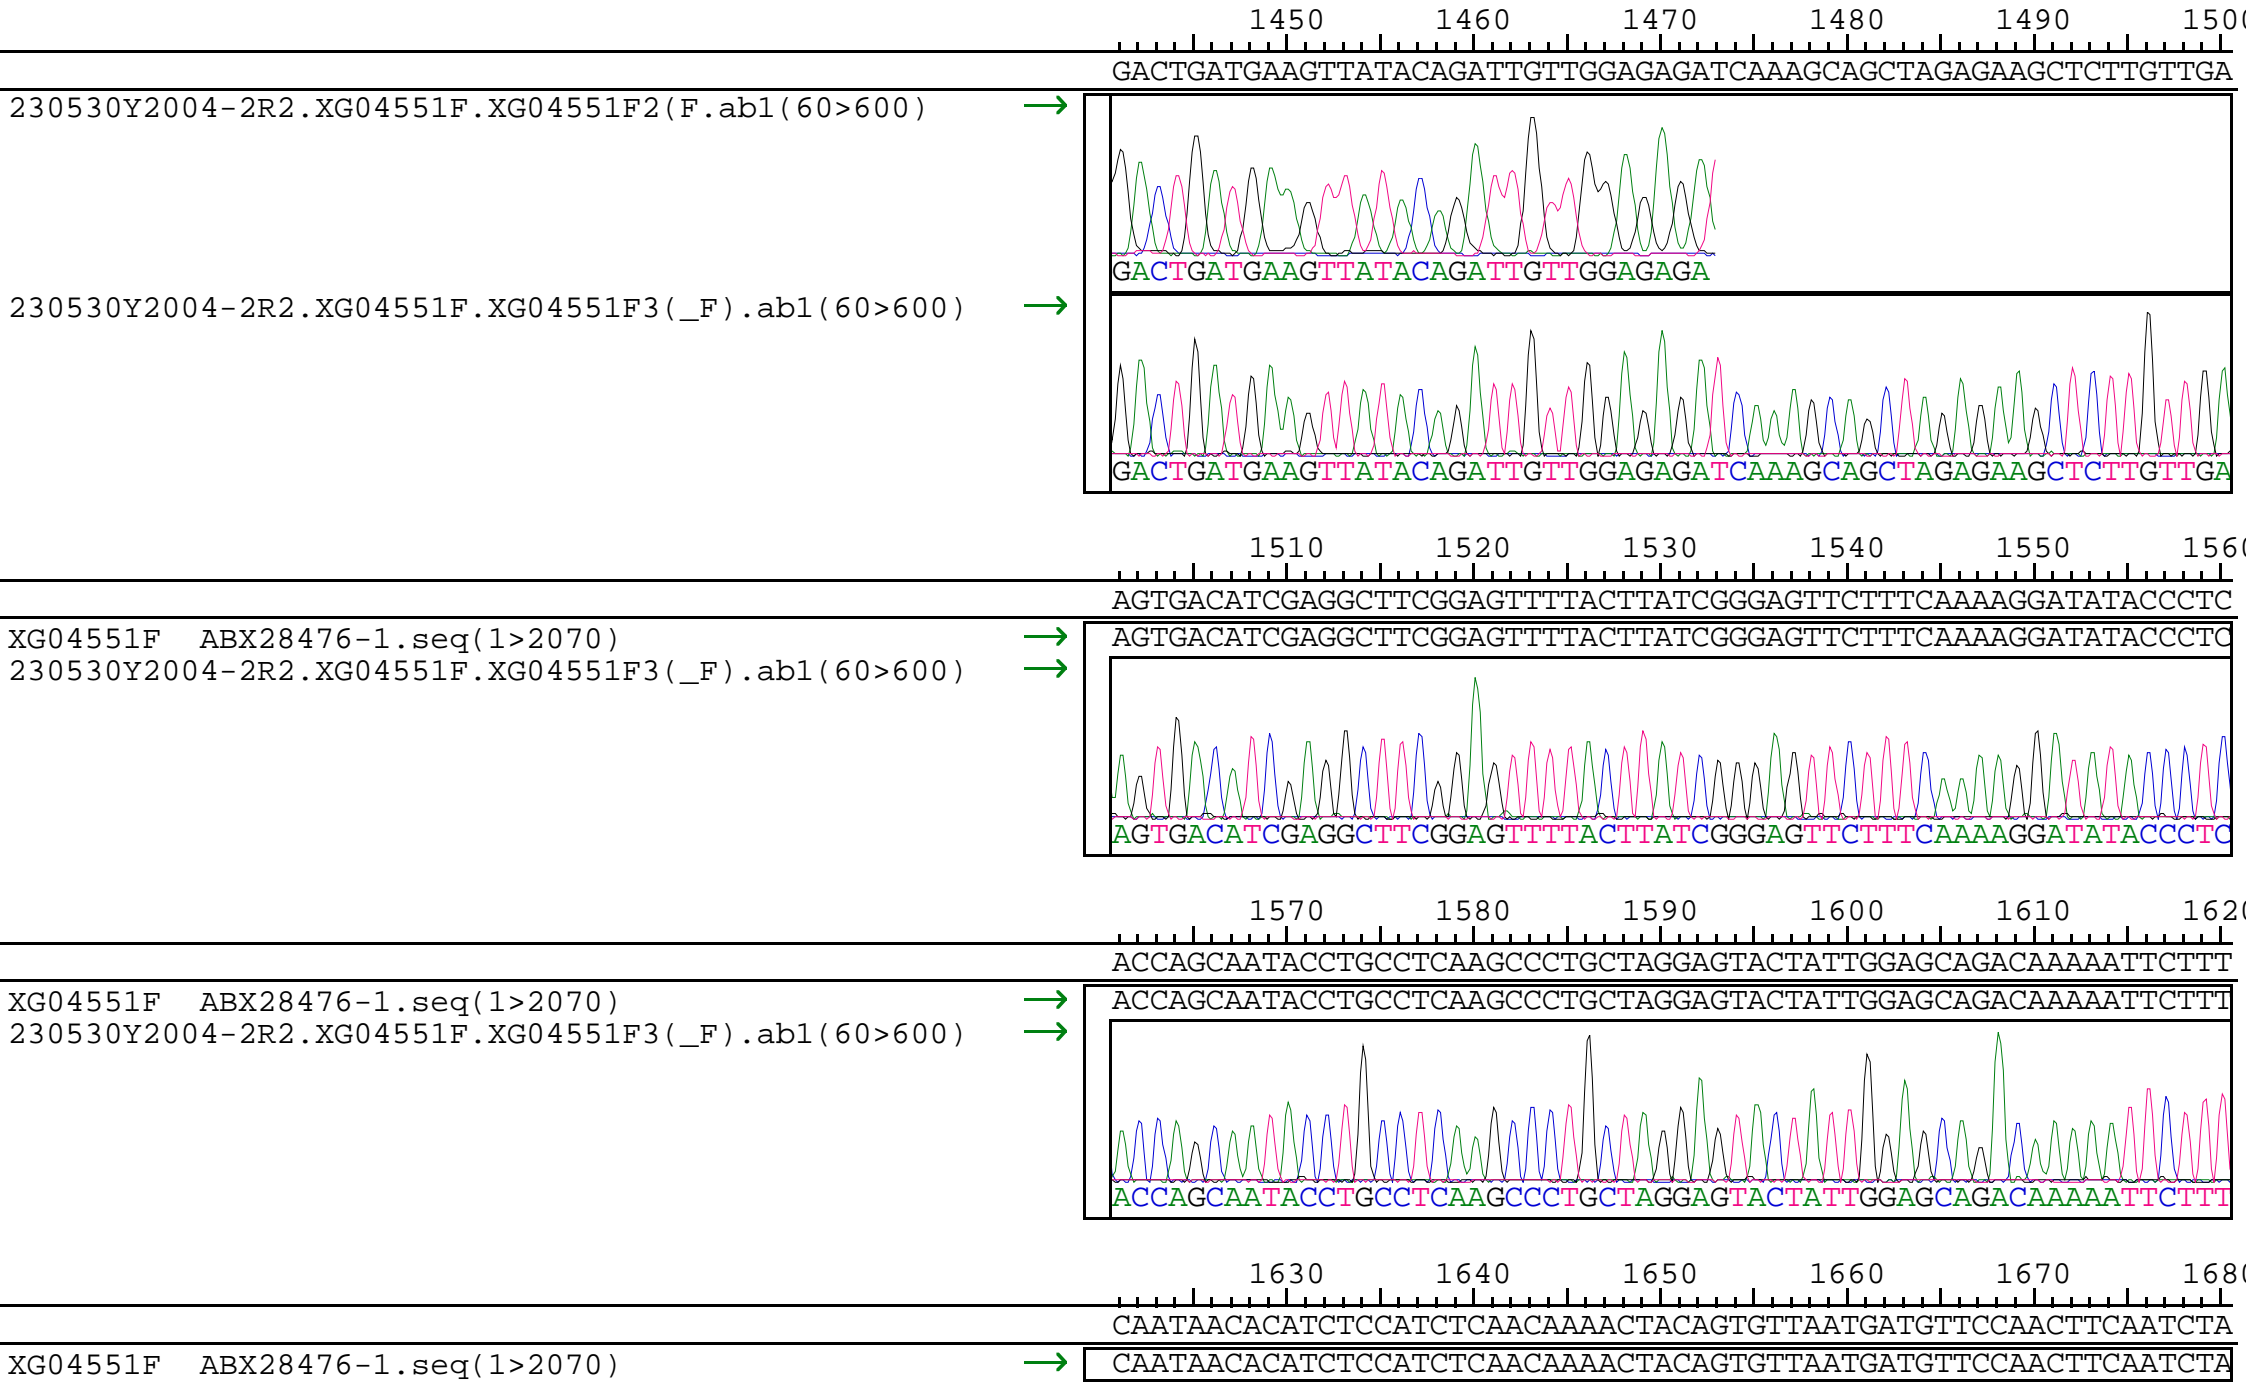 1450 1460 1470 1480 1490 1500
GACTGATGAAGTTATACAGATTGTTGGAGAGATCAAAGCAGCTAGAGAAGCTCTTGTTGA
230530Y2004-2R2.XG04551F.XG04551F2(F.ab1(60>600) →
GACTGATGAAGTTATACAGATTGTTGGAGAGA
230530Y2004-2R2.XG04551F.XG04551F3(_F).ab1(60>600) →
GACTGATGAAGTTATACAGATTGTTGGAGAGATCAAAGCAGCTAGAGAAGCTCTTGTTGA
1510 1520 1530 1540 1550 1560
AGTGACATCGAGGCTTCGGAGTTTTACTTATCGGGAGTTCTTTCAAAAGGATATACCCTC
XG04551F ABX28476-1.seq(1>2070) → AGTGACATCGAGGCTTCGGAGTTTTACTTATCGGGAGTTCTTTCAAAAGGATATACCCTC
230530Y2004-2R2.XG04551F.XG04551F3(_F).ab1(60>600) →
AGTGACATCGAGGCTTCGGAGTTTTACTTATCGGGAGTTCTTTCAAAAGGATATACCCTC
1570 1580 1590 1600 1610 1620
ACCAGCAATACCTGCCTCAAGCCCTGCTAGGAGTACTATTGGAGCAGACAAAAATTCTTT
XG04551F ABX28476-1.seq(1>2070) → ACCAGCAATACCTGCCTCAAGCCCTGCTAGGAGTACTATTGGAGCAGACAAAAATTCTTT
230530Y2004-2R2.XG04551F.XG04551F3(_F).ab1(60>600) →
ACCAGCAATACCTGCCTCAAGCCCTGCTAGGAGTACTATTGGAGCAGACAAAAATTCTTT
1630 1640 1650 1660 1670 1680
CAATAACACATCTCCATCTCAACAAAACTACAGTGTTAATGATGTTCCAACTTCAATCTA
XG04551F ABX28476-1.seq(1>2070) → CAATAACACATCTCCATCTCAACAAAACTACAGTGTTAATGATGTTCCAACTTCAATCTA